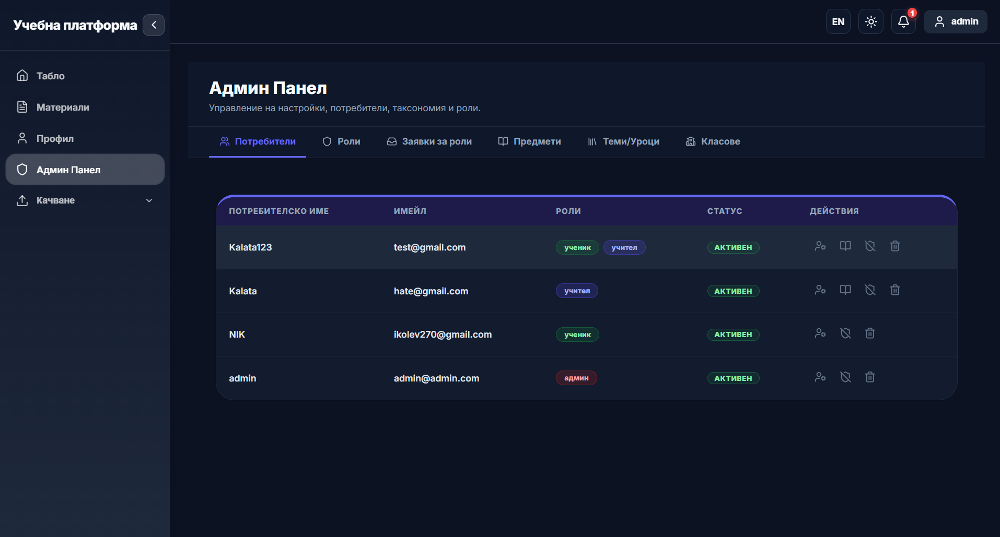 Учебна платформа
EN
1
admin
Табло
Материали
Профил
Админ Панел
Качване
Админ Панел
Управление на настройки, потребители, таксономия и роли.
Потребители Роли Заявки за роли Предмети Теми/Уроци Класове
ПОТРЕБИТЕЛСКО ИМЕ ИМЕЙЛ РОЛИ СТАТУС ДЕЙСТВИЯ
Kalata123 test@gmail.com ученик учител АКТИВЕН
Kalata hate@gmail.com учител АКТИВЕН
NIK ikolev270@gmail.com ученик АКТИВЕН
admin admin@admin.com админ АКТИВЕН